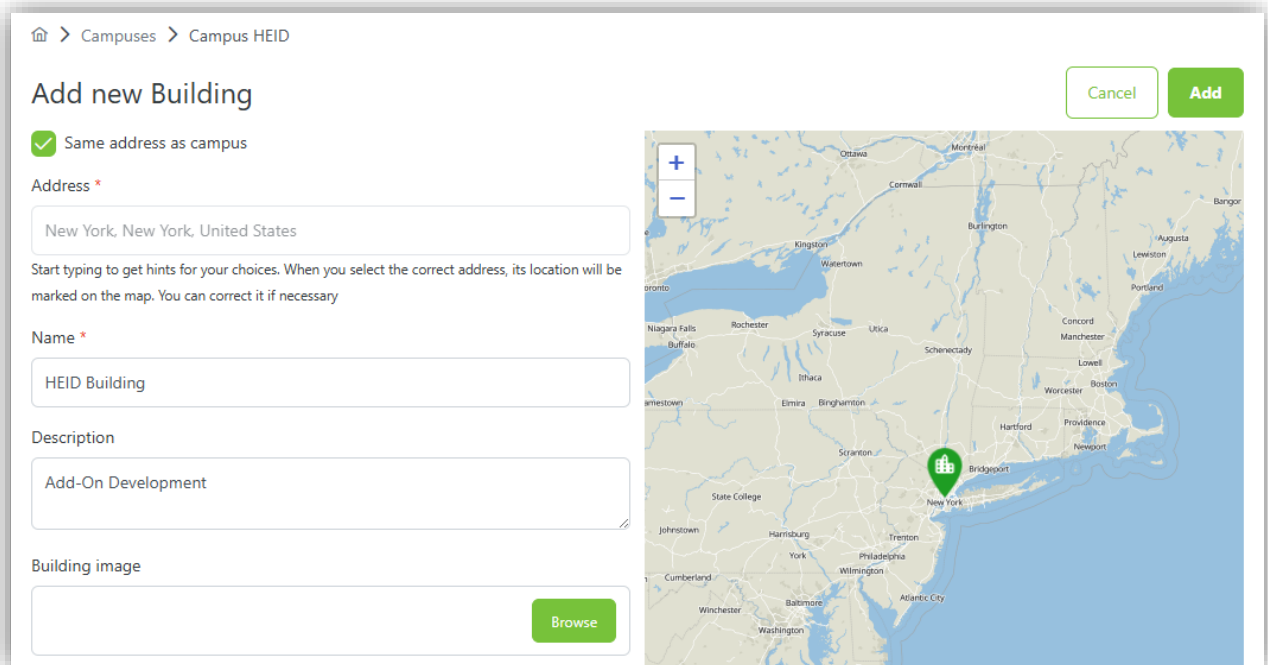 Campuses > Campus HEID
Add new Building
Cancel
Add
Same address as campus
Address *
New York, New York, United States
Start typing to get hints for your choices. When you select the correct address, its location will be
marked on the map. You can correct it if necessary
Name *
HEID Building
Description
Add-On Development
Building image
Browse
+
−
Ottawa
Montréal
Cornwall
Bangor
Burlington
Augusta
Kingston
Lewiston
Watertown
Portland
oronto
Concord
Niagara Falls
Rochester
Syracuse
Utica
Manchester
Buffalo
Schenectady
Lowell
Ithaca
Worcester
Boston
amestown
Elmira
Binghamton
Hartford
Providence
Newport
Scranton
Bridgeport
State College
New York
Johnstown
Harrisburg
Trenton
York
Philadelphia
Wilmington
Cumberland
Atlantic City
Winchester
Baltimore
Washington